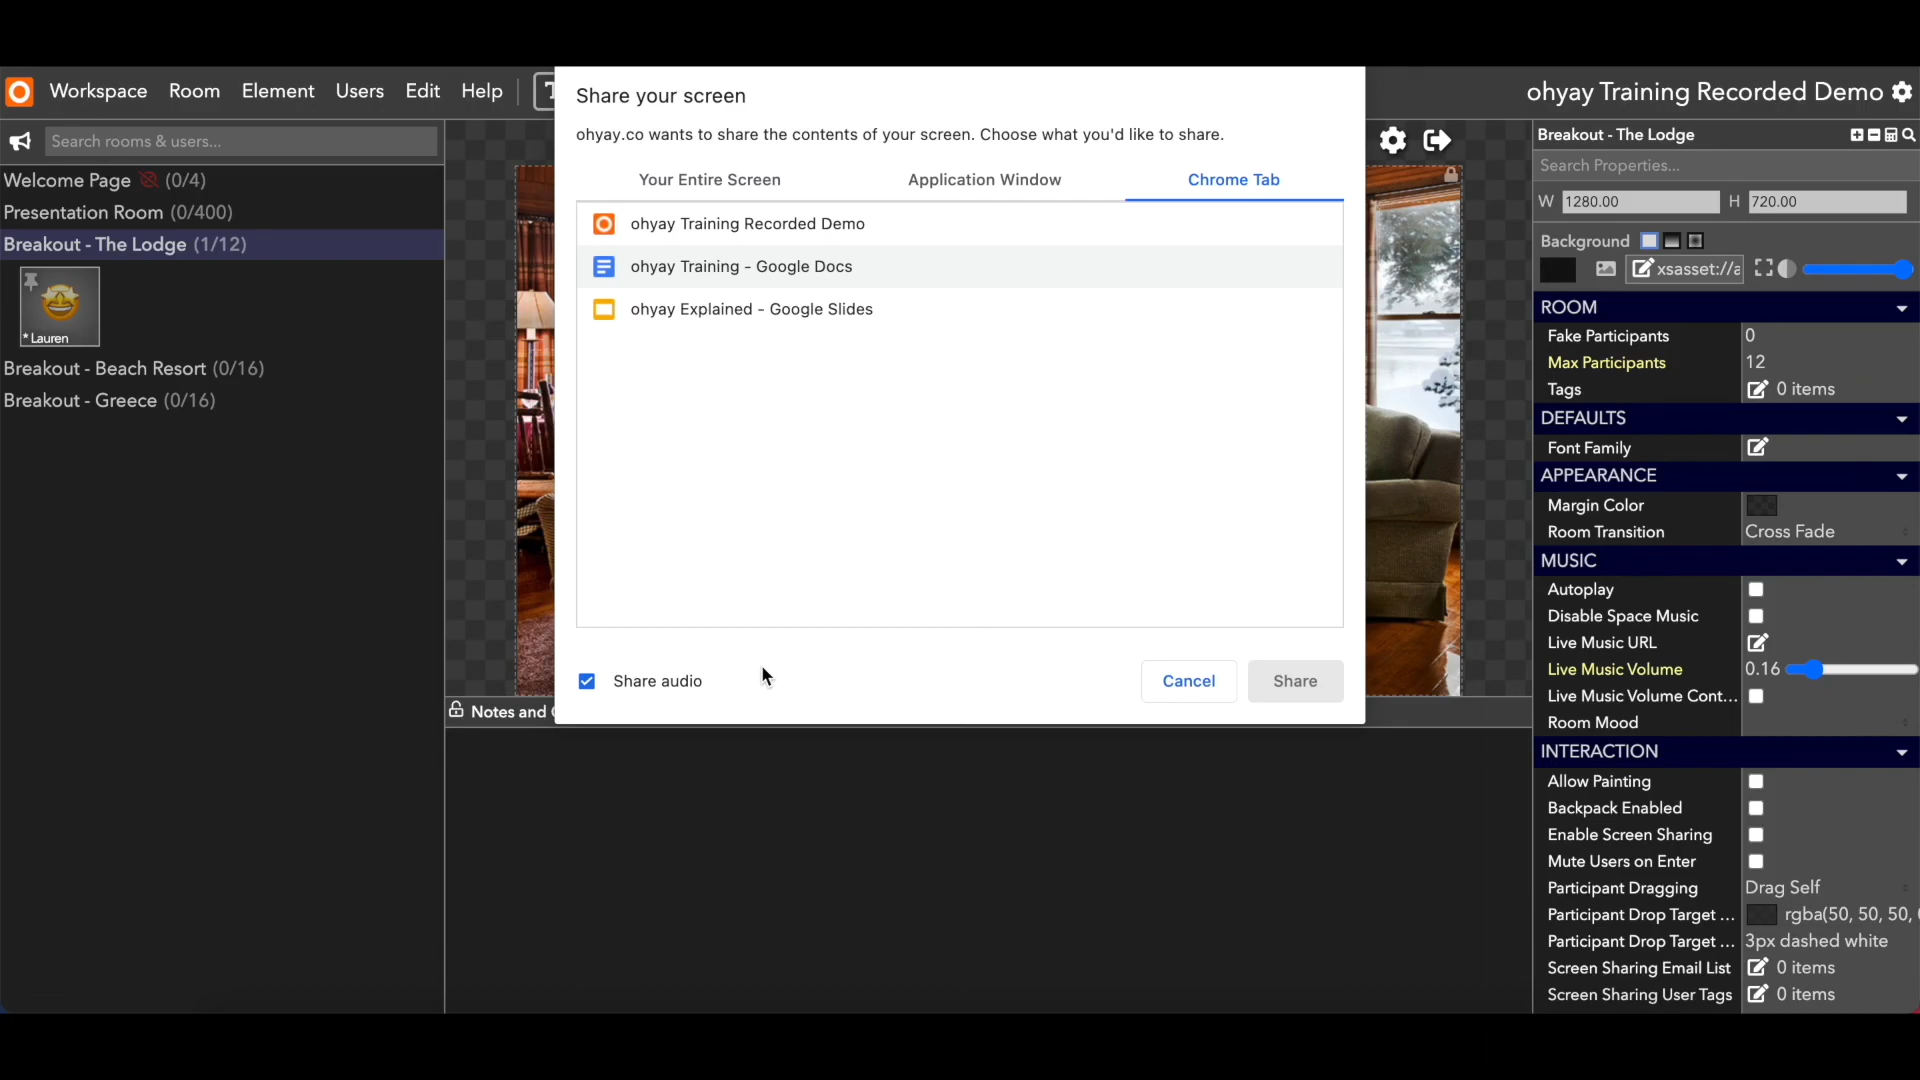 Workspace Room Element Users Edit Help
ohyay Training Recorded Demo
Search rooms & users...
Welcome Page (0/4)
Presentation Room (0/400)
Breakout - The Lodge (1/12)
* Lauren
Breakout - Beach Resort (0/16)
Breakout - Greece (0/16)
Share your screen
ohyay.co wants to share the contents of your screen. Choose what you'd like to share.
Your Entire Screen Application Window Chrome Tab
ohyay Training Recorded Demo
ohyay Training - Google Docs
ohyay Explained - Google Slides
Share audio
Cancel Share
Notes and
Breakout - The Lodge
Search Properties...
W 1280.00 H 720.00
Background
xsasset://a
ROOM
Fake Participants 0
Max Participants 12
Tags 0 items
DEFAULTS
Font Family
APPEARANCE
Margin Color
Room Transition Cross Fade
MUSIC
Autoplay
Disable Space Music
Live Music URL
Live Music Volume 0.16
Live Music Volume Cont...
Room Mood
INTERACTION
Allow Painting
Backpack Enabled
Enable Screen Sharing
Mute Users on Enter
Participant Dragging Drag Self
Participant Drop Target ... rgba(50, 50, 50,
Participant Drop Target ... 3px dashed white
Screen Sharing Email List 0 items
Screen Sharing User Tags 0 items